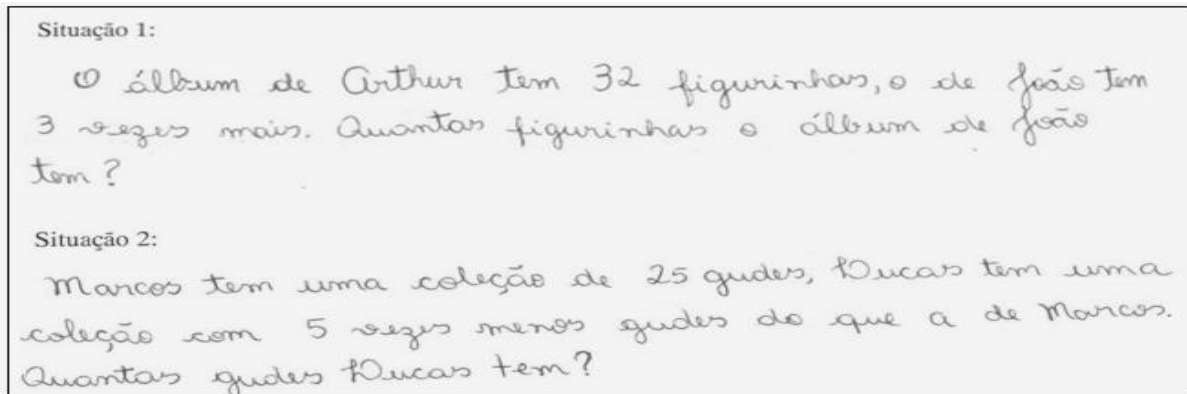 Situação 1:
O álbum de Arthur tem 32 figurinhas, o de João tem
3 vezes mais. Quantas figurinhas o álbum de João
tem?
Situação 2:
Marcos tem uma coleção de 25 gudes, Ducas tem uma
coleção com 5 vezes menos gudes do que a de Marcos.
Quantas gudes Ducas tem?